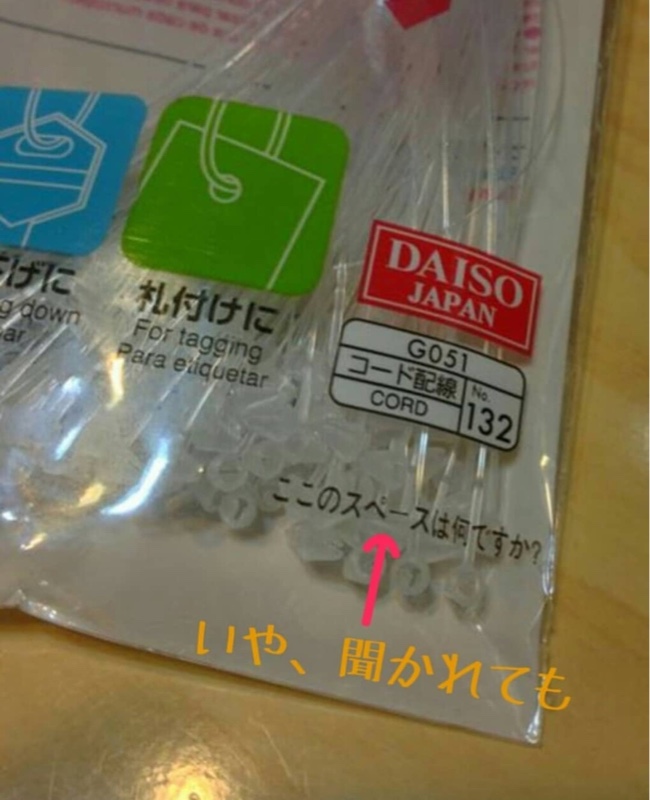 DAISO
JAPAN
G051
コード配線
CORD
No.
132
げに
札付けに
g down
For tagging
Para etiquetar
ここのスペースは何ですか?
いや、聞かれても